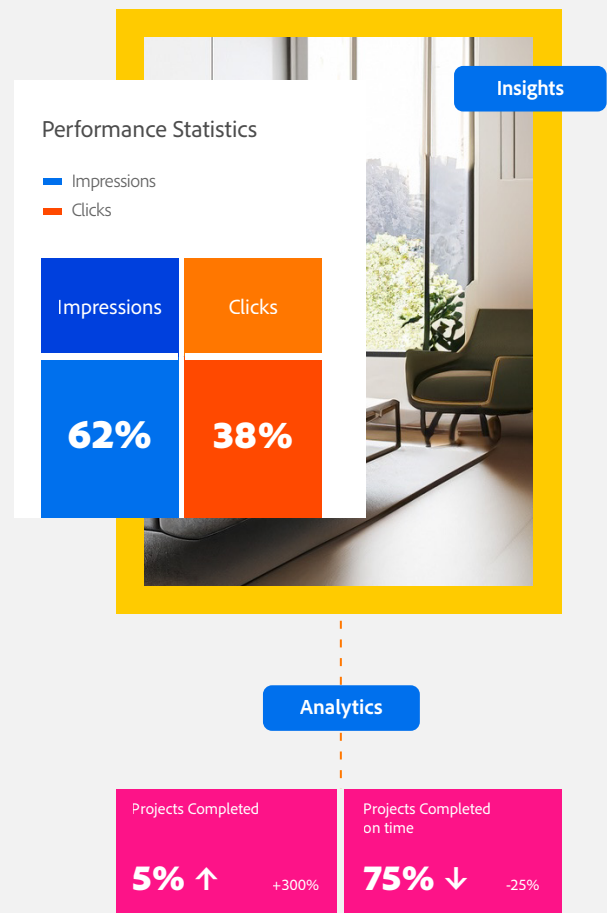 Insights
Performance Statistics
Impressions
Clicks
Impressions Clicks
62% 38%
Analytics
Projects Completed
5% ↑ +300%
Projects Completed
on time
75% ↓ -25%